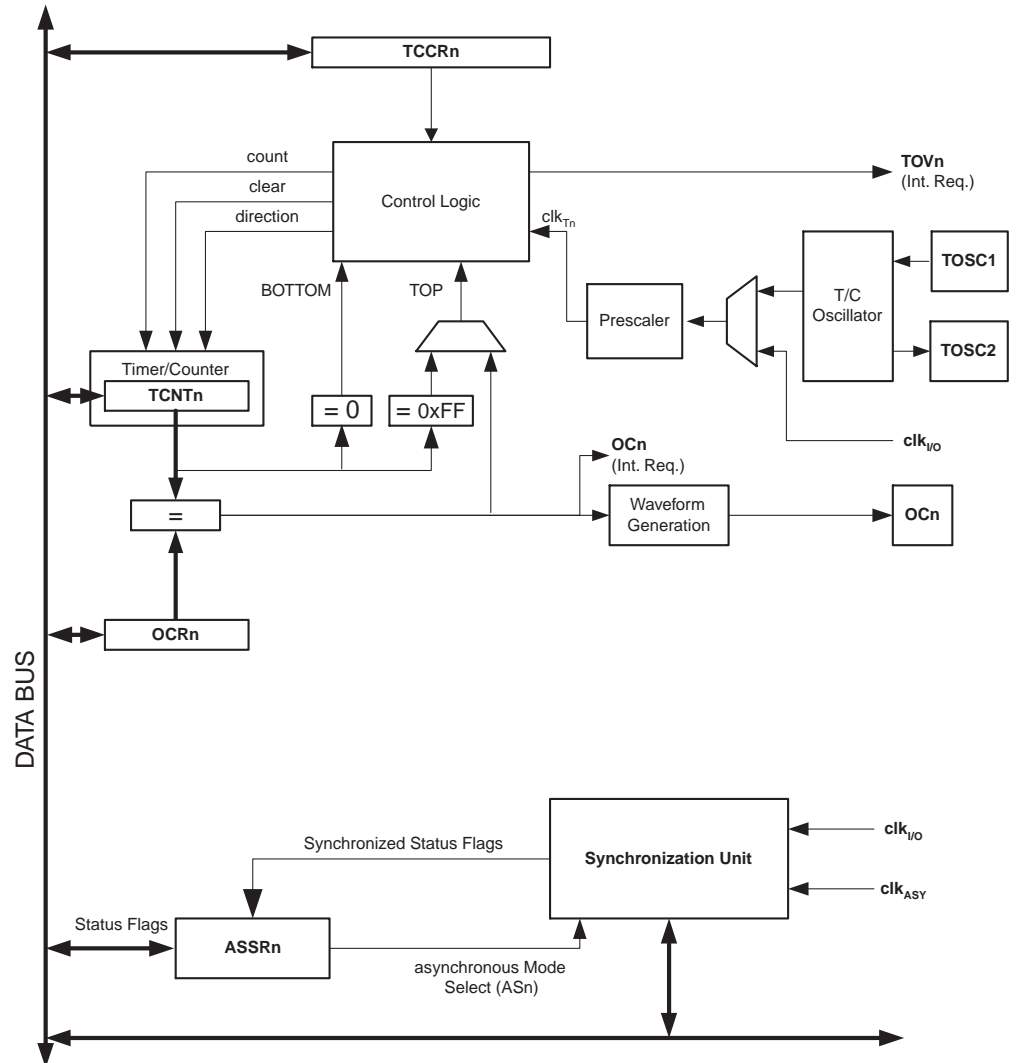 TCCRn
count
clear
direction
Control Logic
TOVn
(Int. Req.)
clkTn
BOTTOM
TOP
Prescaler
T/C
Oscillator
TOSC1
TOSC2
Timer/Counter
TCNTn
= 0
= 0xFF
clkI/O
OCn
(Int. Req.)
=
Waveform
Generation
OCn
OCRn
DATA BUS
Synchronized Status Flags
Synchronization Unit
clkI/O
clkASY
Status Flags
ASSRn
asynchronous Mode
Select (ASn)